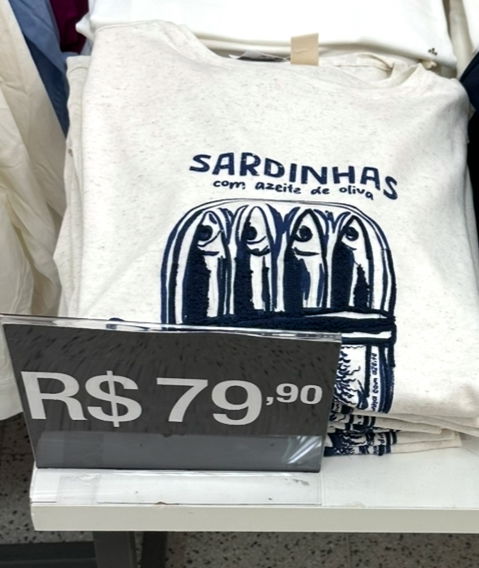 SARDINHAS
com azeite de oliva
R$ 79,90